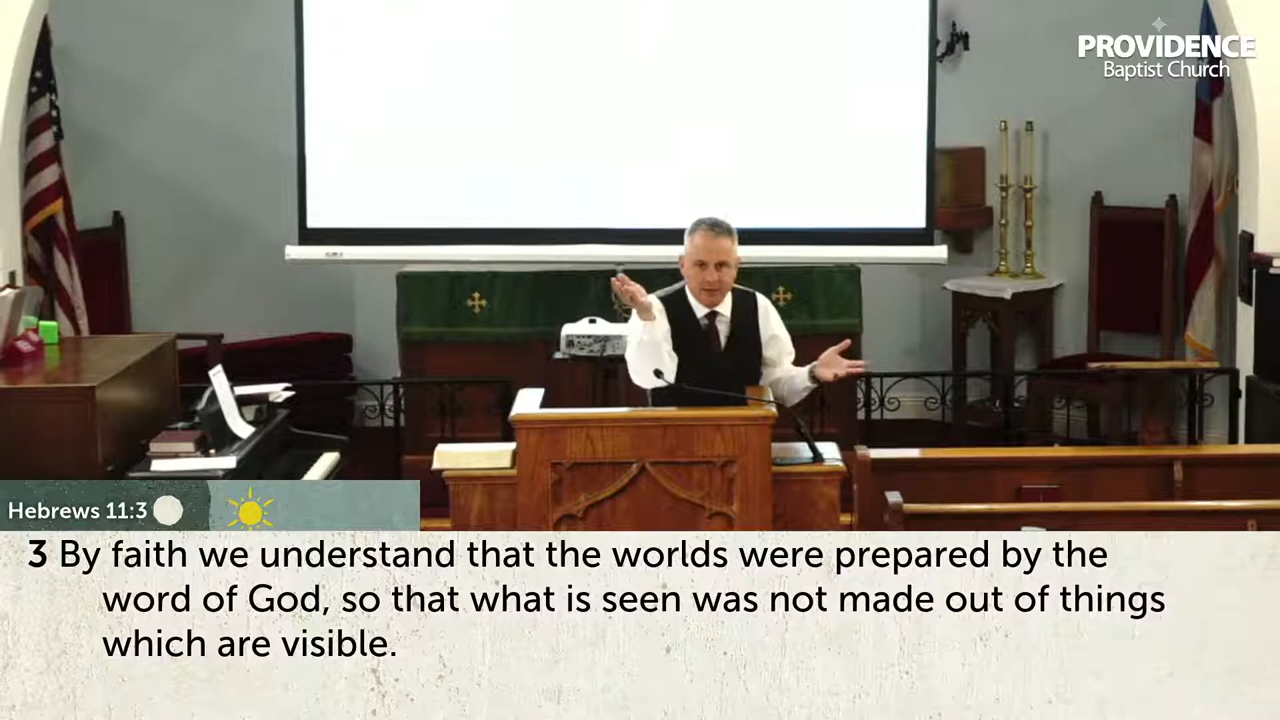 PROVIDENCE
Baptist Church
Hebrews 11:3
3 By faith we understand that the worlds were prepared by the
word of God, so that what is seen was not made out of things
which are visible.